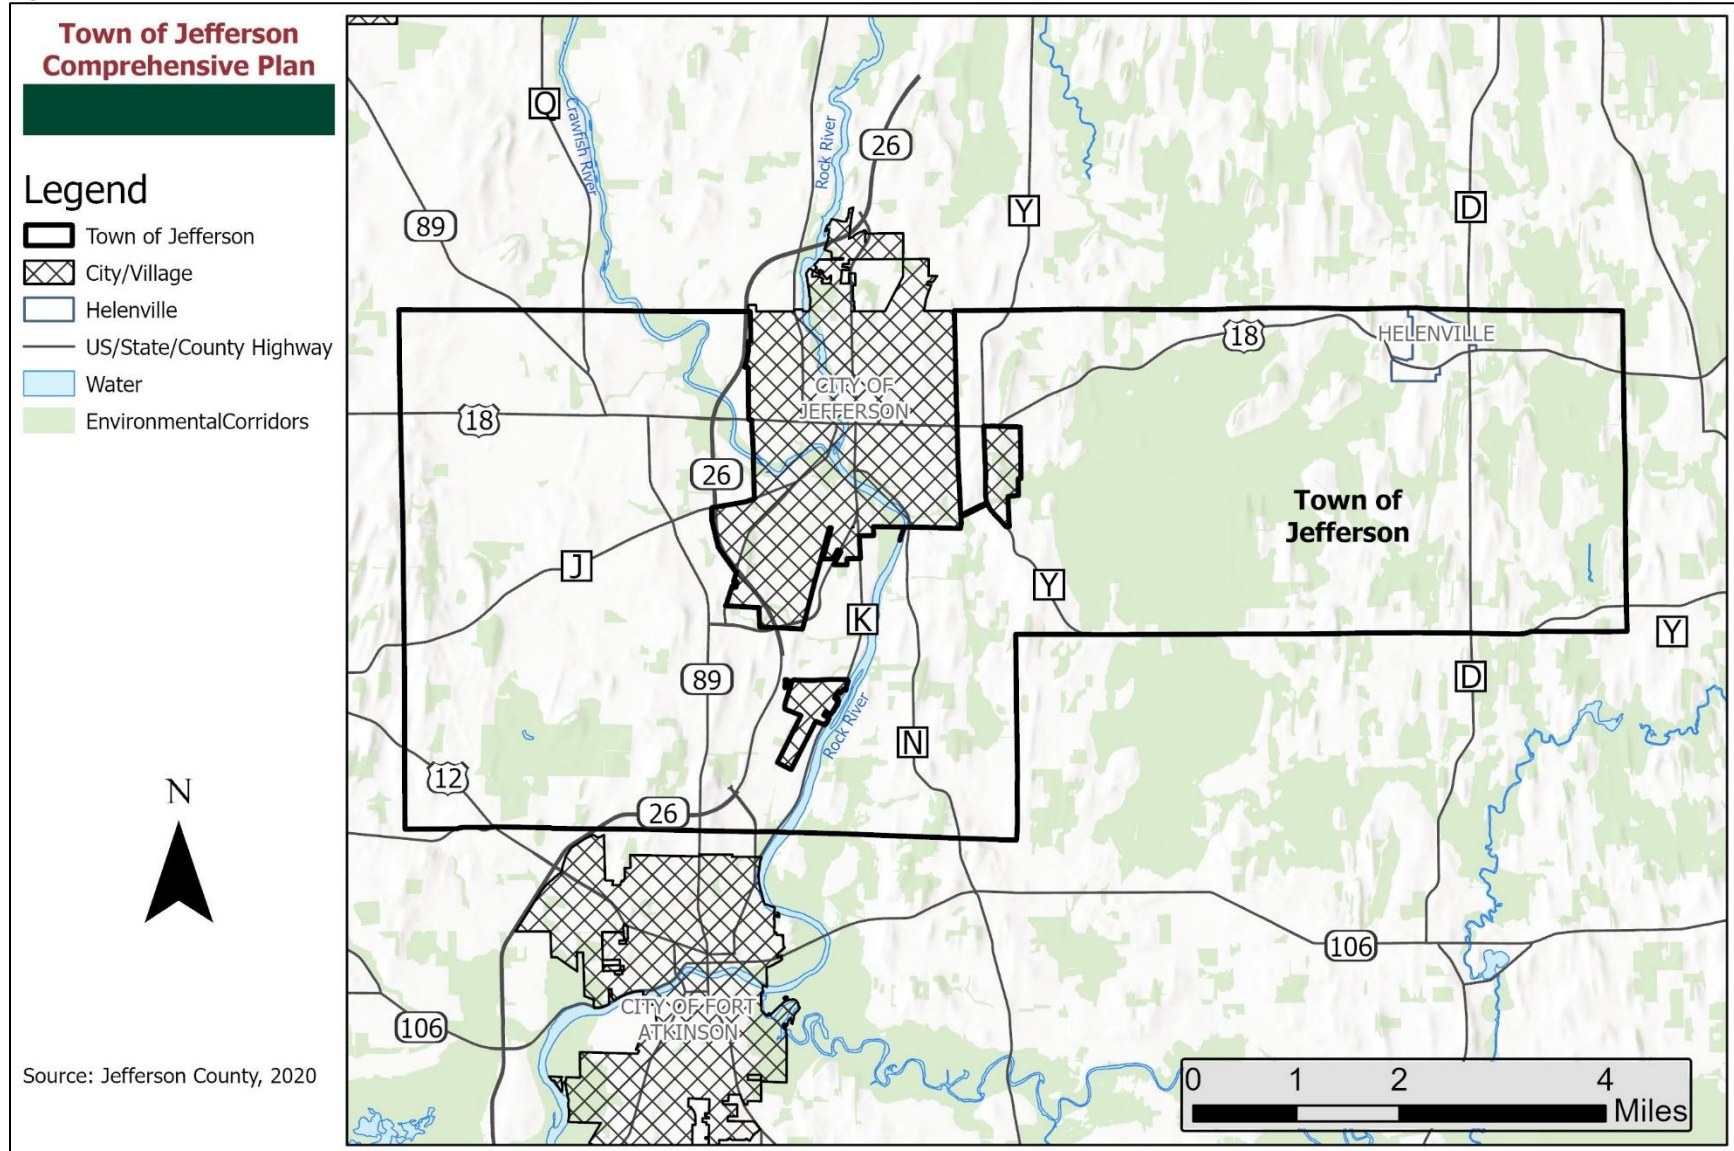 Town of Jefferson
Comprehensive Plan
Legend
Town of Jefferson
City/Village
Helenville
US/State/County Highway
Water
EnvironmentalCorridors
N
Source: Jefferson County, 2020
Q
Crawfish River
Rock River
26
89
Y
D
18
HELENVILLE
CITY OF
JEFFERSON
18
26
Town of
Jefferson
J
Y
K
Y
89
D
Rock River
N
12
26
106
CITY OF FORT
ATKINSON
106
0 1 2 4
Miles